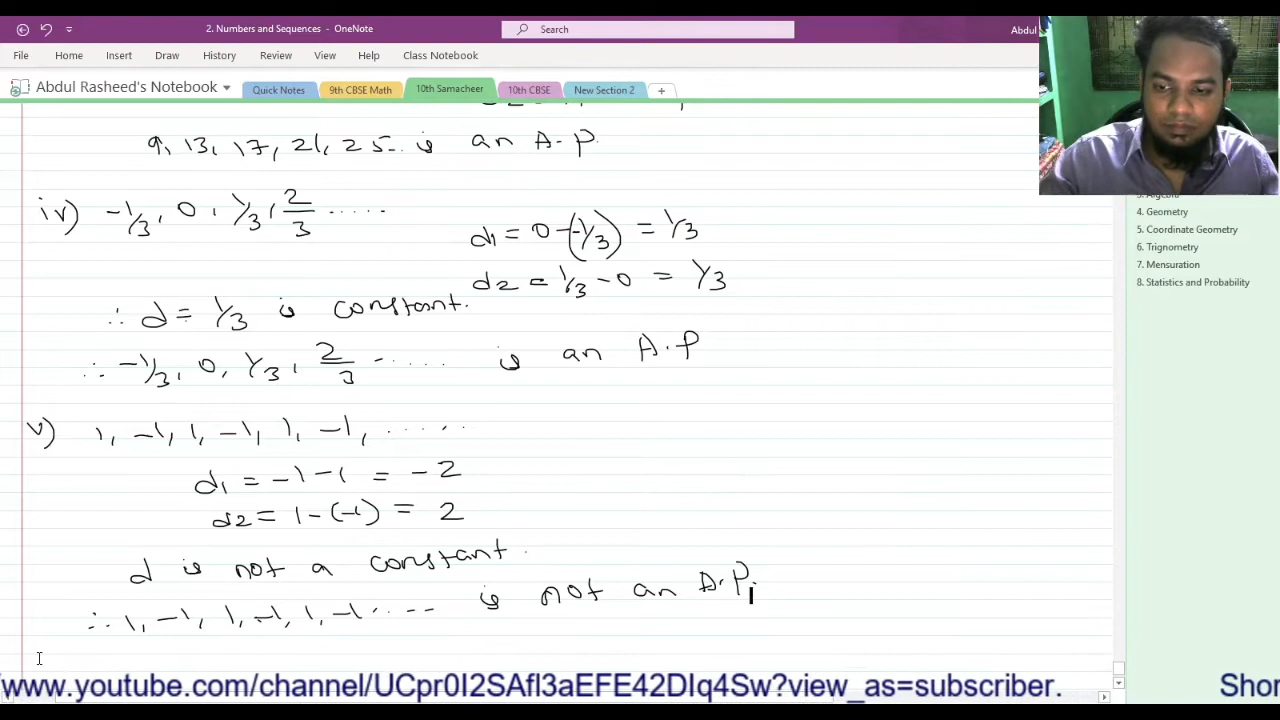 2. Numbers and Sequences - OneNote
Search
Abdul
File Home Insert Draw History Review View Help Class Notebook
Abdul Rasheed's Notebook
Quick Notes 9th CBSE Math 10th Samacheer 10th CBSE New Section 2 +
9, 13, 17, 21, 25.. is an A.P.
iv) -1/3, 0, 1/3, 2/3 .....
d1 = 0-(-1/3) = 1/3
d2 = 1/3 - 0 = 1/3
∴ d = 1/3 is constant.
∴ -1/3, 0, 1/3, 2/3 ..... is an A.P
v) 1, -1, 1, -1, 1, -1, ......
d1 = -1 -1 = -2
d2 = 1-(-1) = 2
d is not a constant.
∴ 1, -1, 1, -1, 1, -1..... is not an A.P.
4. Geometry
5. Coordinate Geometry
6. Trignometry
7. Mensuration
8. Statistics and Probability
/www.youtube.com/channel/UCor0I2SAfl3aEFE42DIq4Sw?view_as=subscriber. Shor